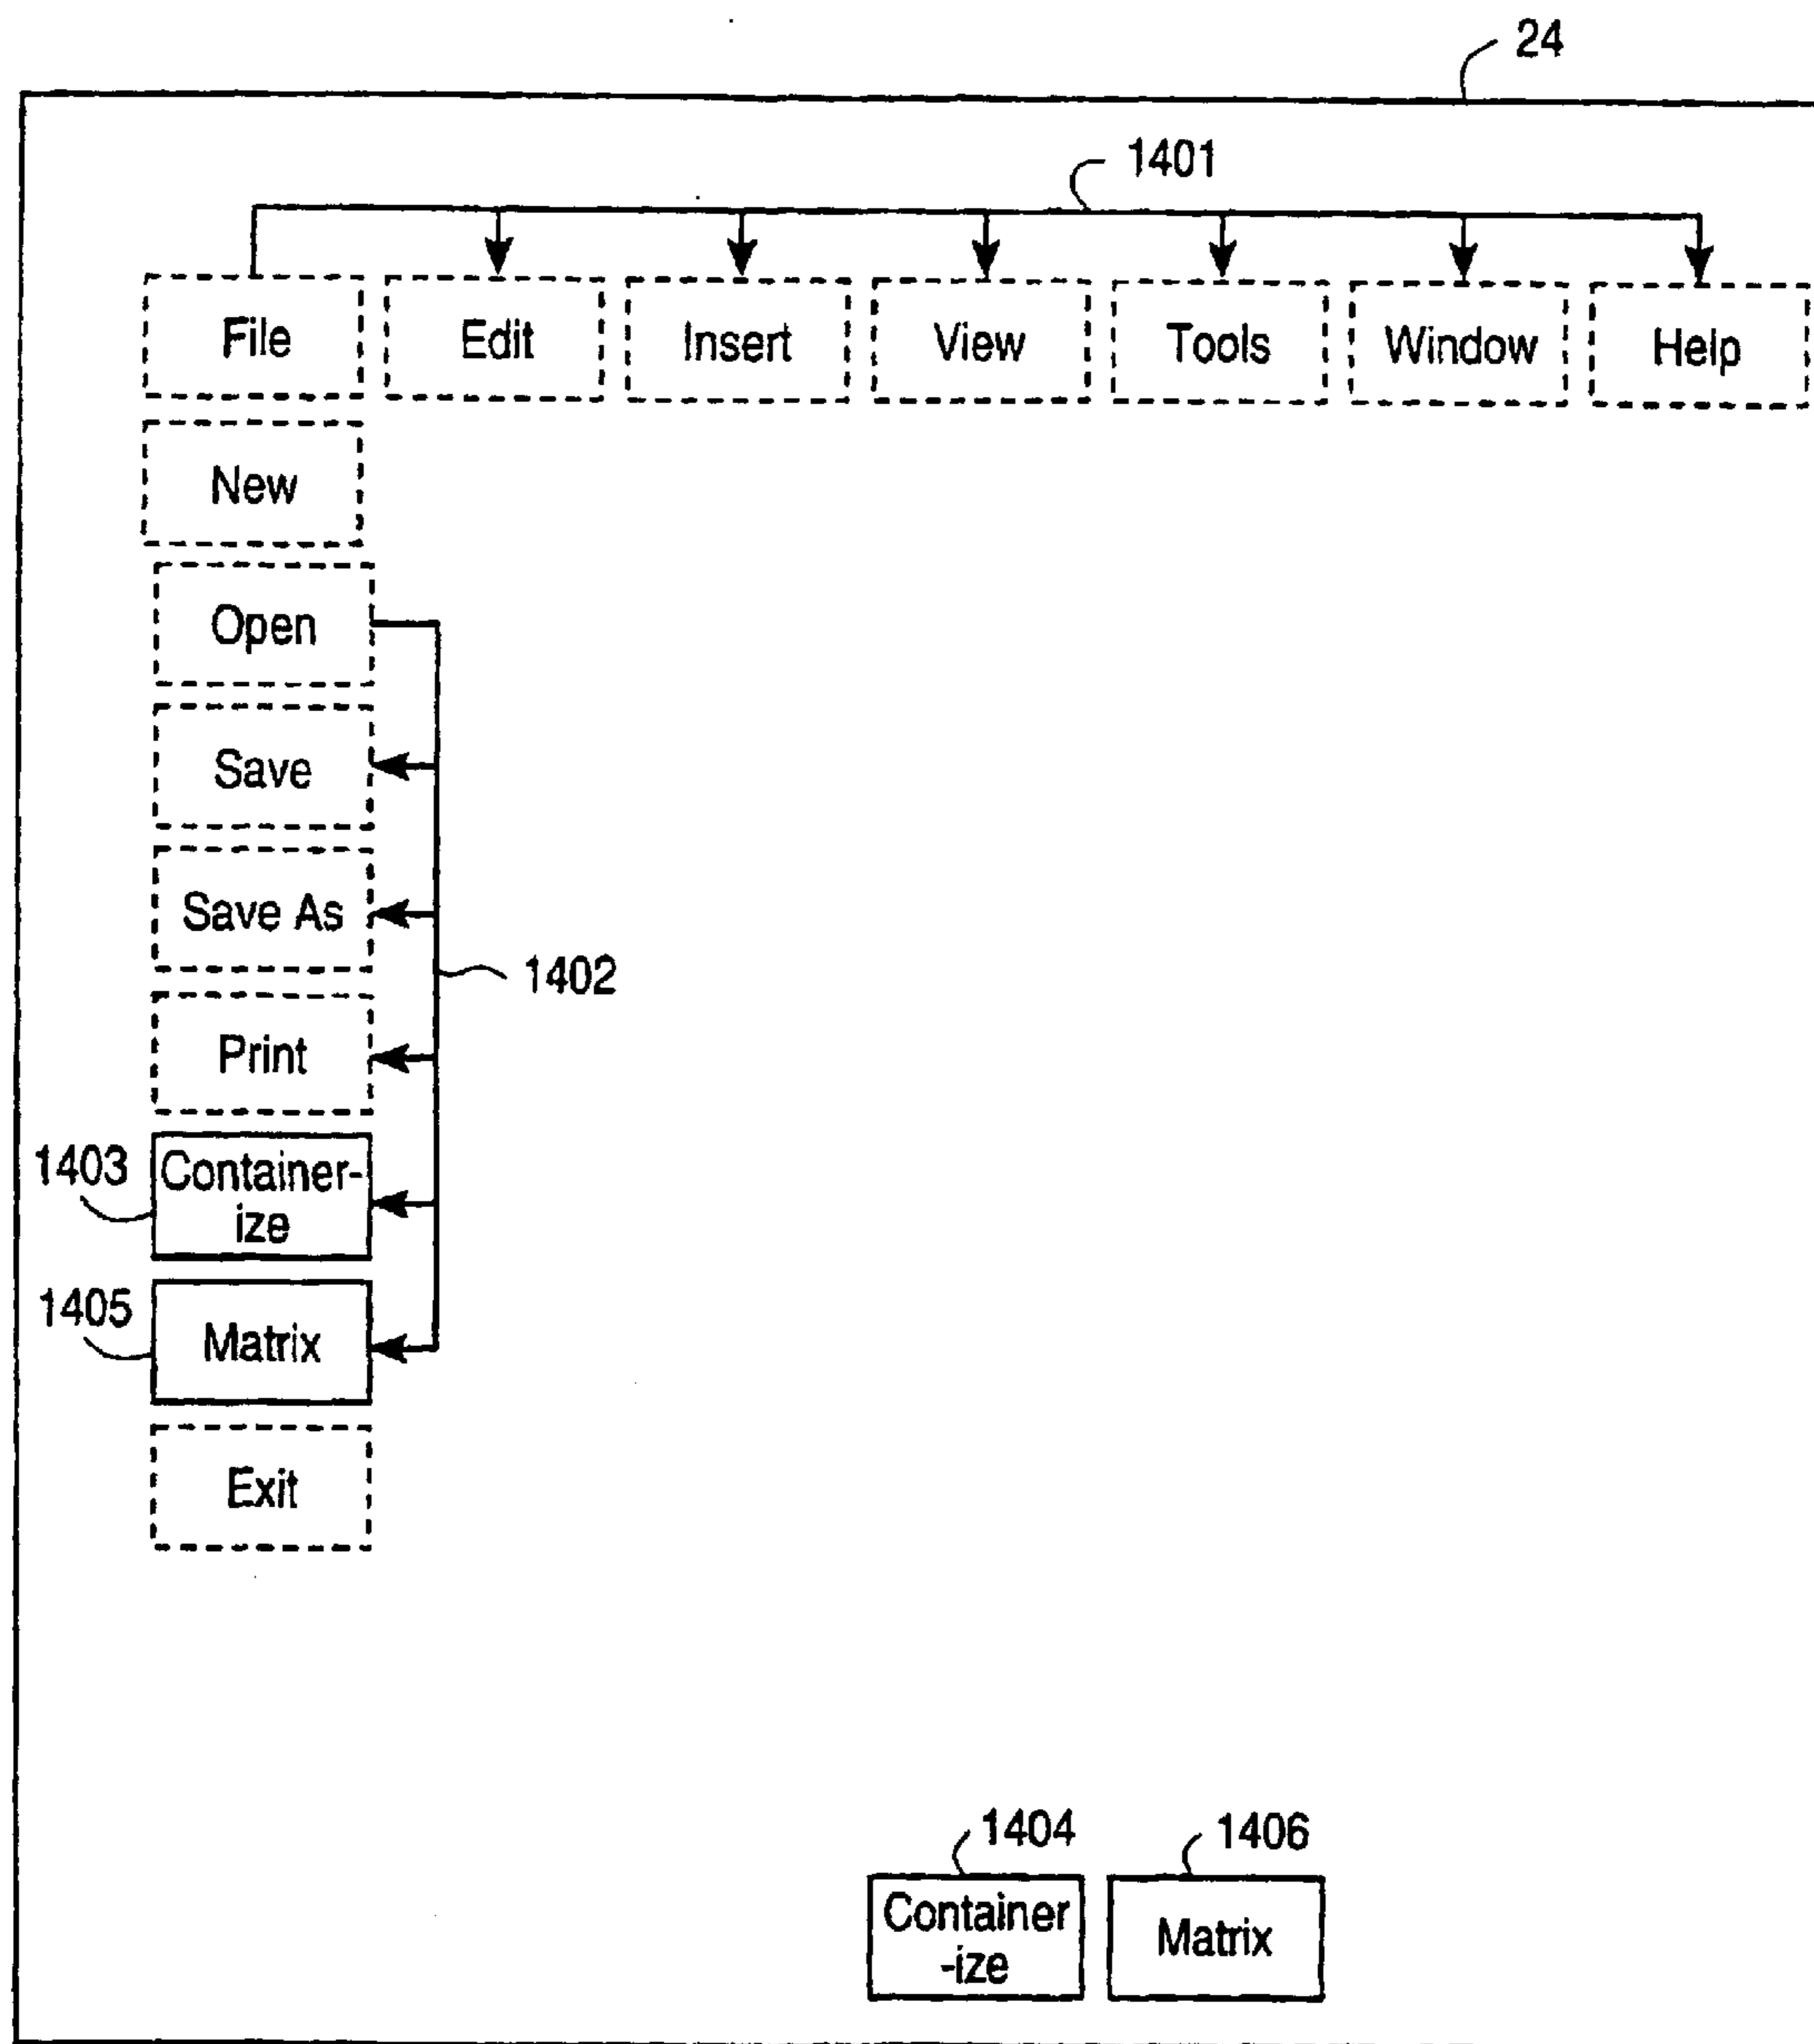 24
1401
File Edit Insert View Tools Window Help
New
Open
Save
Save As
1402
Print
1403
Container-
ize
1405
Matrix
Exit
1404 1406
Container
-ize
Matrix